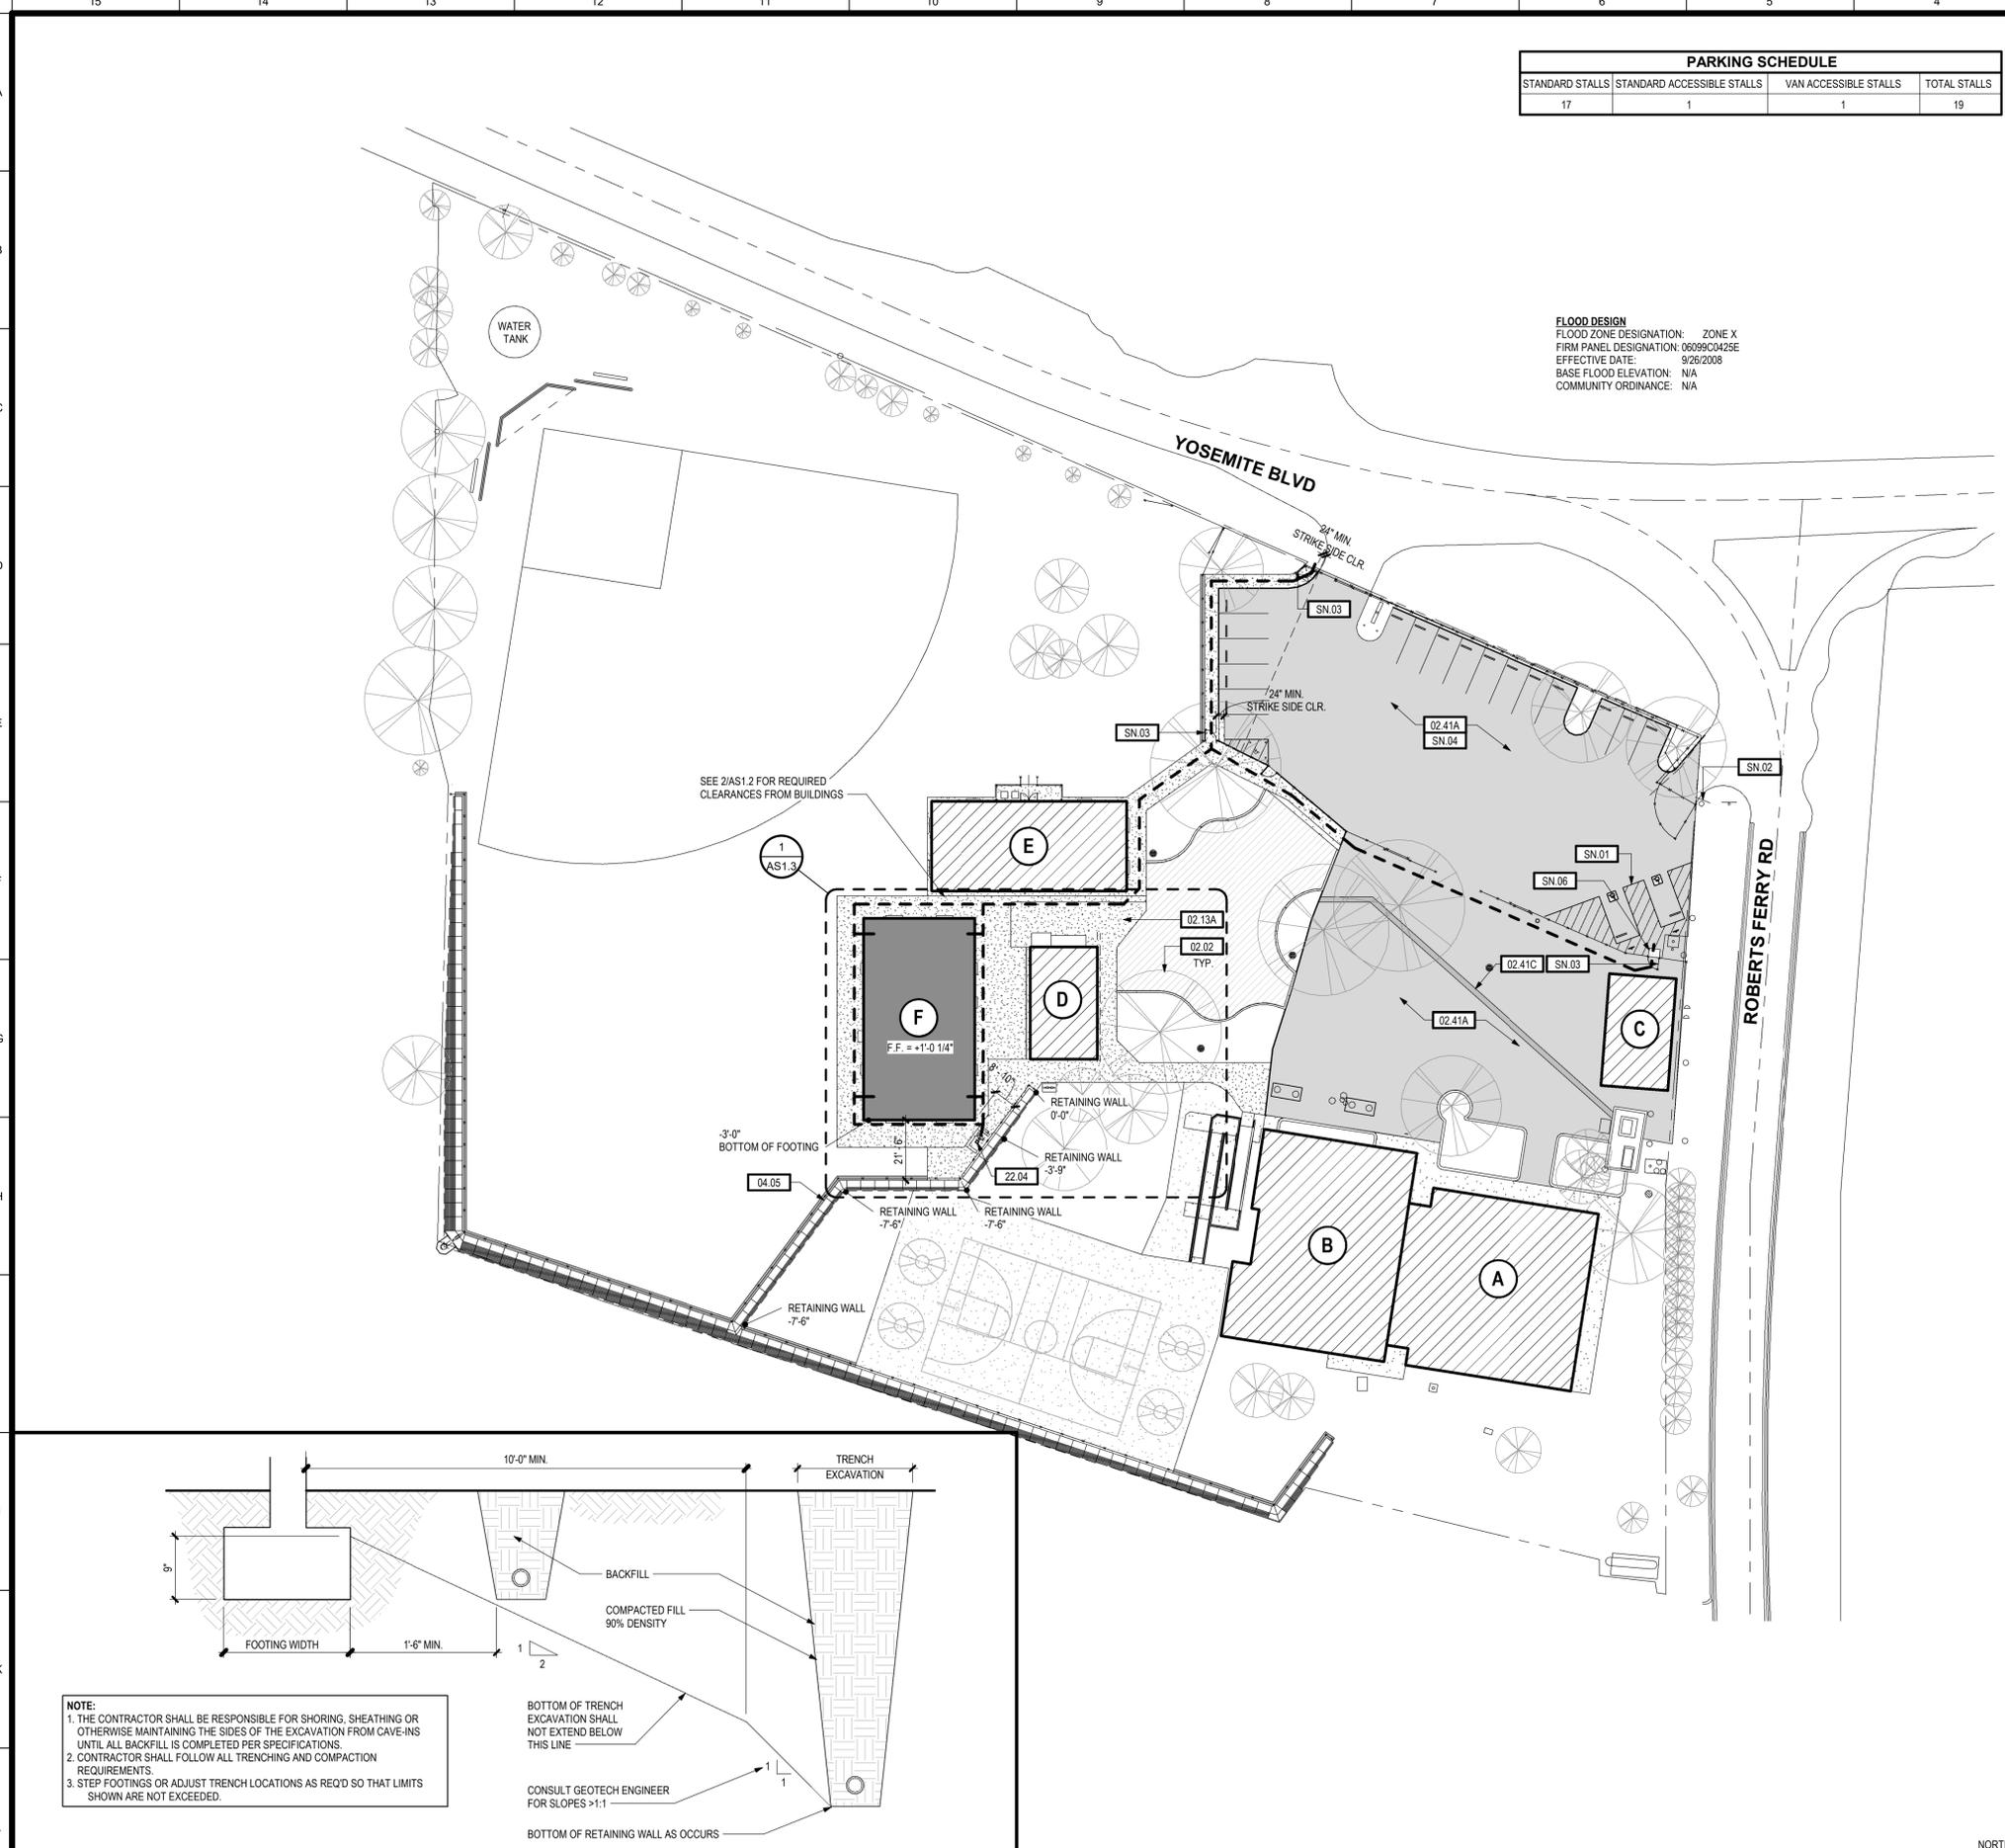 15 14 13 12 11 10 9 8 7 6 5 4
PARKING SCHEDULE
STANDARD STALLS STANDARD ACCESSIBLE STALLS VAN ACCESSIBLE STALLS TOTAL STALLS
17 1 1 19
WATER
TANK
FLOOD DESIGN
FLOOD ZONE DESIGNATION: ZONE X
FIRM PANEL DESIGNATION: 06099C0425E
EFFECTIVE DATE: 9/26/2008
BASE FLOOD ELEVATION: N/A
COMMUNITY ORDINANCE: N/A
YOSEMITE BLVD
24" MIN.
STRIKE SIDE CLR.
SN.03
24" MIN.
STRIKE SIDE CLR.
SN.03
02.41A
SN.04
SN.02
SEE 2/AS1.2 FOR REQUIRED
CLEARANCES FROM BUILDINGS
1
AS1.3
E
SN.01
SN.06
ROBERTS FERRY RD
02.13A
02.02
TYP.
02.41C SN.03
02.41A
F
F.F. = +1'-0 1/4"
D
C
8'-10"
RETAINING WALL
0'-0"
-3'-0"
BOTTOM OF FOOTING
21'-6"
RETAINING WALL
-3'-9"
22.04
04.05
RETAINING WALL
-7'-6"
RETAINING WALL
-7'-6"
RETAINING WALL
-7'-6"
B
A
10'-0" MIN.
TRENCH
EXCAVATION
9"
BACKFILL
COMPACTED FILL
90% DENSITY
FOOTING WIDTH
1'-6" MIN.
1
2
NOTE:
1. THE CONTRACTOR SHALL BE RESPONSIBLE FOR SHORING, SHEATHING OR
OTHERWISE MAINTAINING THE SIDES OF THE EXCAVATION FROM CAVE-INS
UNTIL ALL BACKFILL IS COMPLETED PER SPECIFICATIONS.
2. CONTRACTOR SHALL FOLLOW ALL TRENCHING AND COMPACTION
REQUIREMENTS.
3. STEP FOOTINGS OR ADJUST TRENCH LOCATIONS AS REQ'D SO THAT LIMITS
SHOWN ARE NOT EXCEEDED.
BOTTOM OF TRENCH
EXCAVATION SHALL
NOT EXTEND BELOW
THIS LINE
1
1
CONSULT GEOTECH ENGINEER
FOR SLOPES >1:1
BOTTOM OF RETAINING WALL AS OCCURS